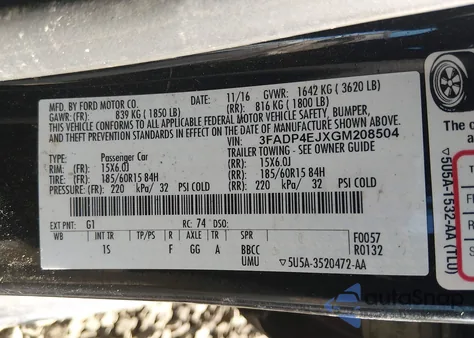 MFD. BY FORD MOTOR CO.
DATE: 11/16 GVWR: 1642 KG ( 3620 LB)
GAWR:(FR): 839 KG ( 1850 LB) (RR): 816 KG ( 1800 LB)
THIS VEHICLE CONFORMS TO ALL APPLICABLE FEDERAL MOTOR VEHICLE SAFETY, BUMPER,
AND THEFT PREVENTION STANDARDS IN EFFECT ON THE DATE OF MANUFACTURE SHOWN ABOVE.
VIN: 3FADP4EJXGM208504
TYPE: Passenger Car TRAILER TOWING - SEE OWNER GUIDE
RIM: (FR): 15X6.0J (RR): 15X6.0J
TIRE: (FR): 185/60R15 84H (RR): 185/60R15 84H
PRESSURE: (FR): 220 kPa/ 32 PSI COLD (RR): 220 kPa/ 32 PSI COLD
EXT PNT: G1 RC: 74 DSO:
WB INT TR TP/PS R AXLE TR SPR F0057
1S F GG A BBCC R0132
UMU ▽5U5A-3520472-AA
▽5U5A-1532-AA (TLU)
autoSnap